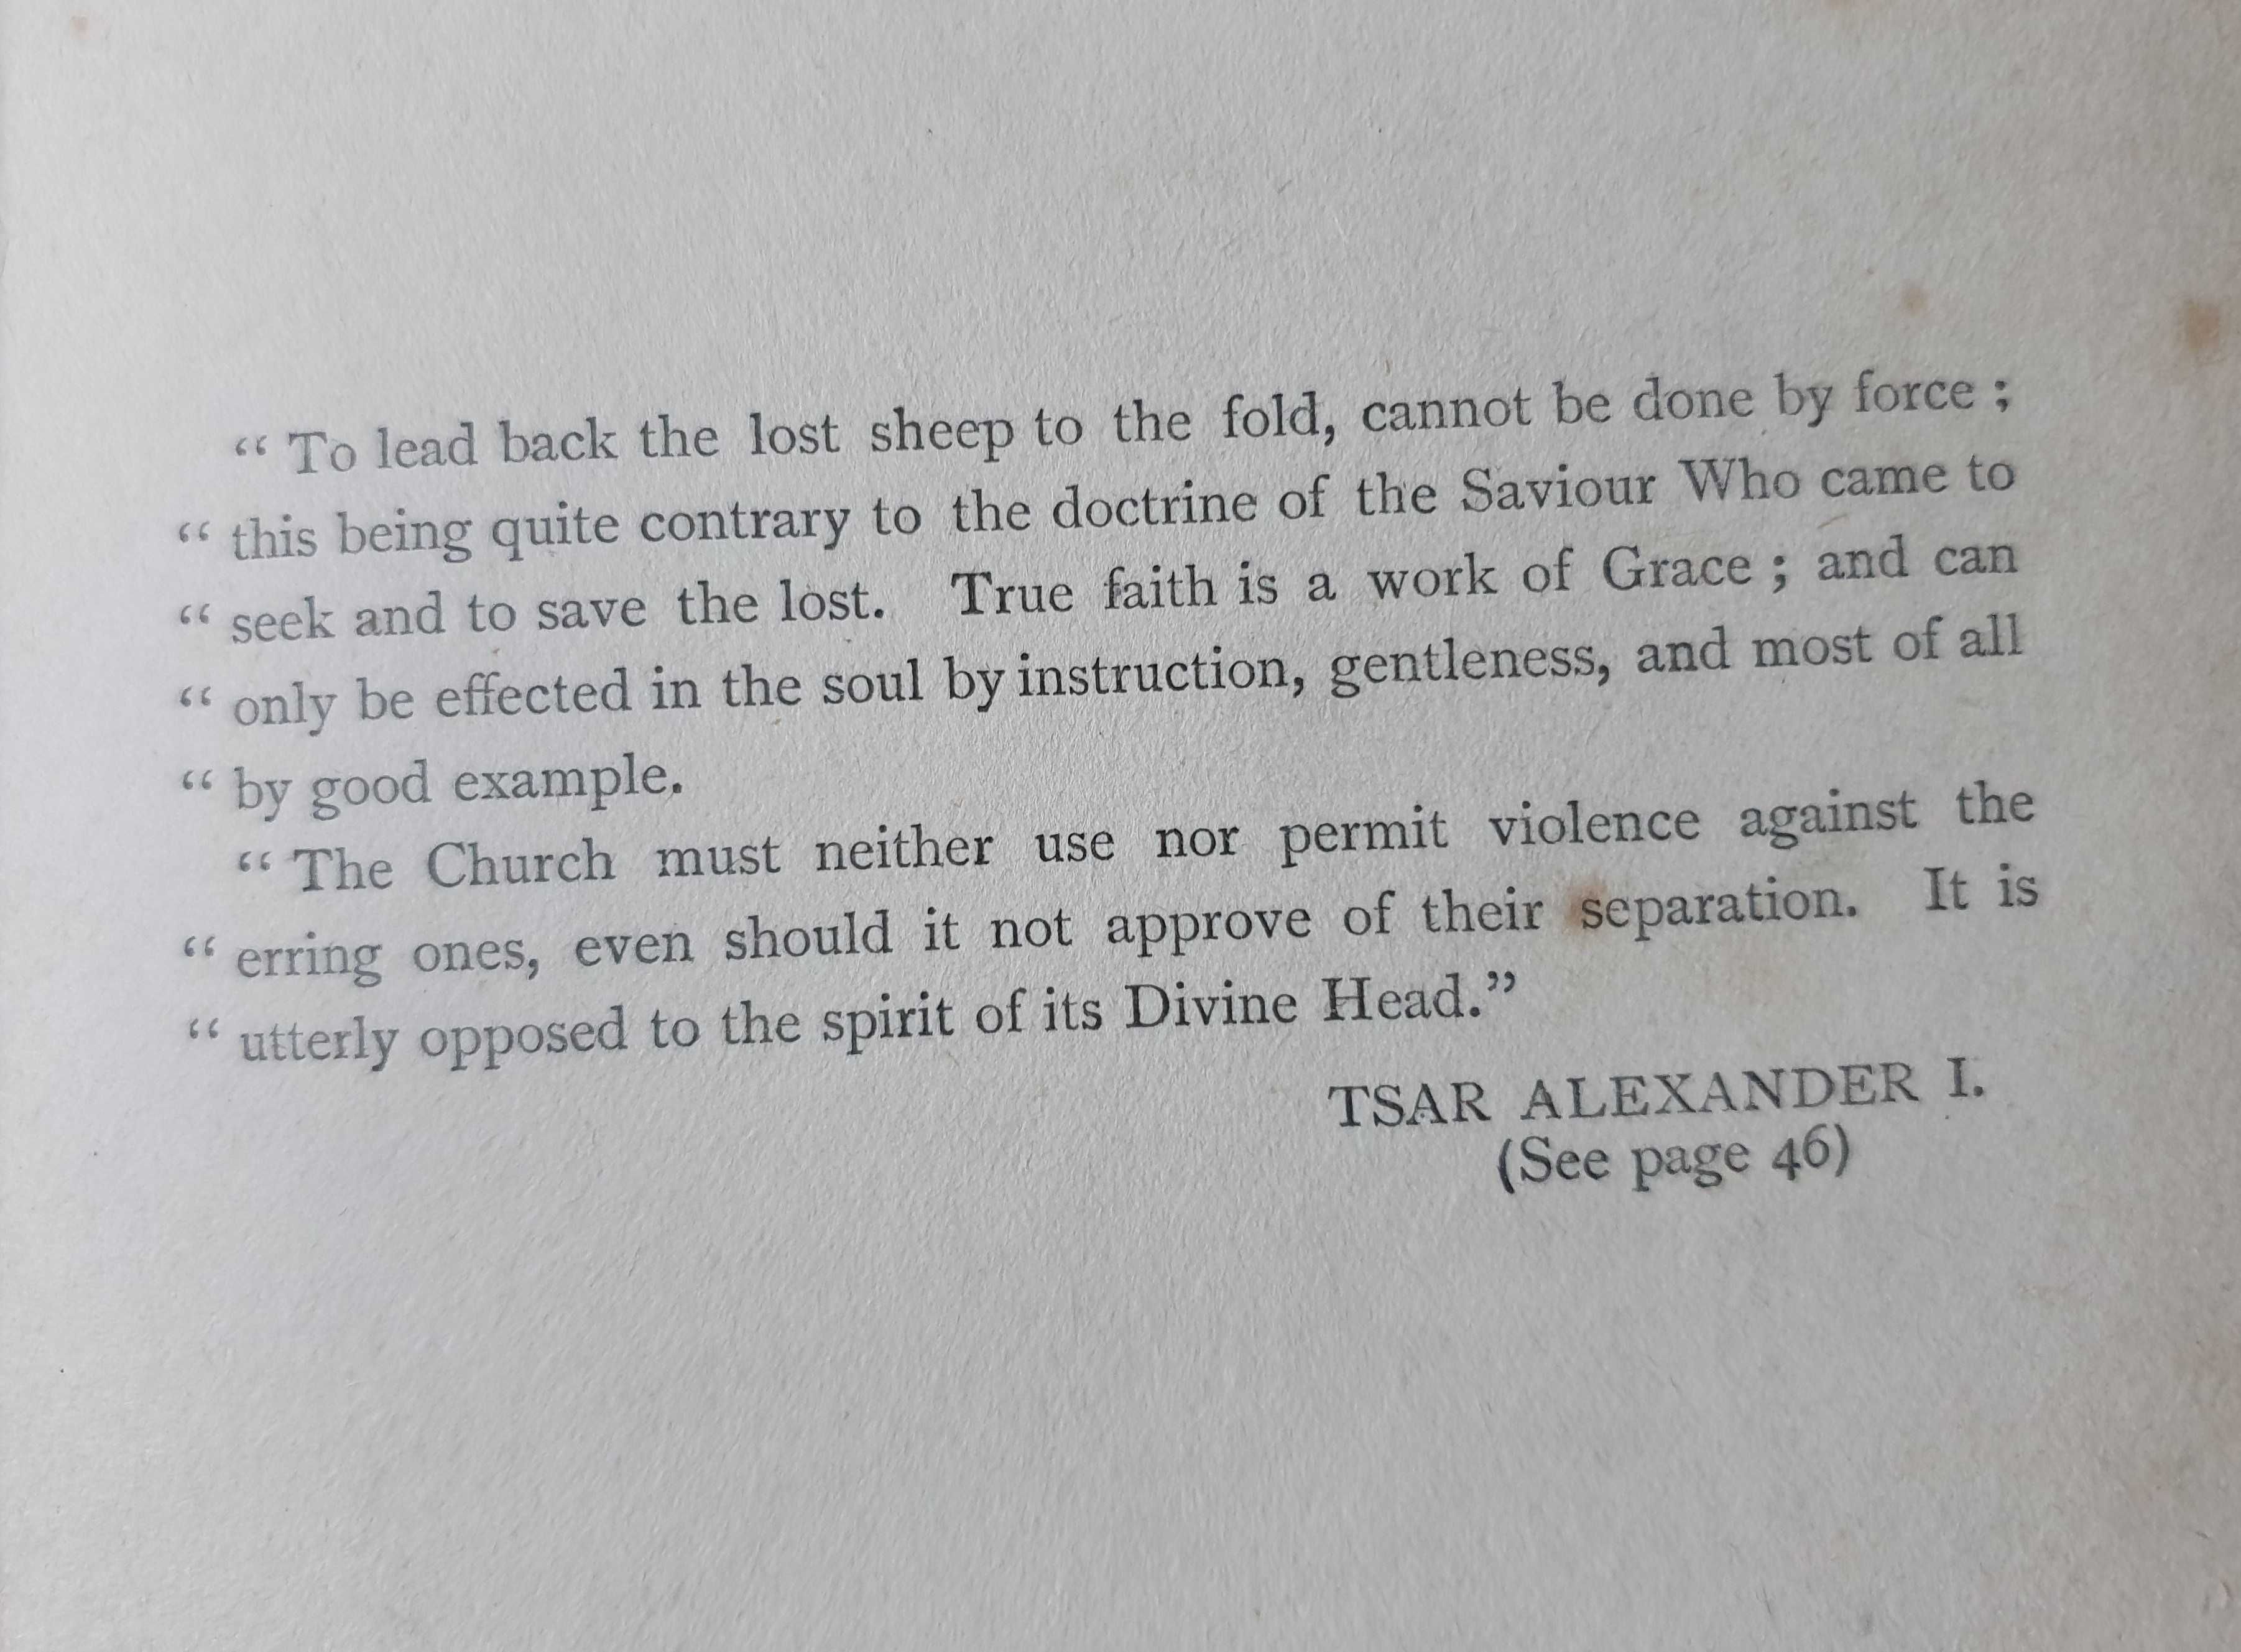 “ To lead back the lost sheep to the fold, cannot be done by force ;
“ this being quite contrary to the doctrine of the Saviour Who came to
“ seek and to save the lost. True faith is a work of Grace ; and can
“ only be effected in the soul by instruction, gentleness, and most of all
“ by good example.
“ The Church must neither use nor permit violence against the
“ erring ones, even should it not approve of their separation. It is
“ utterly opposed to the spirit of its Divine Head.”
TSAR ALEXANDER I.
(See page 46)